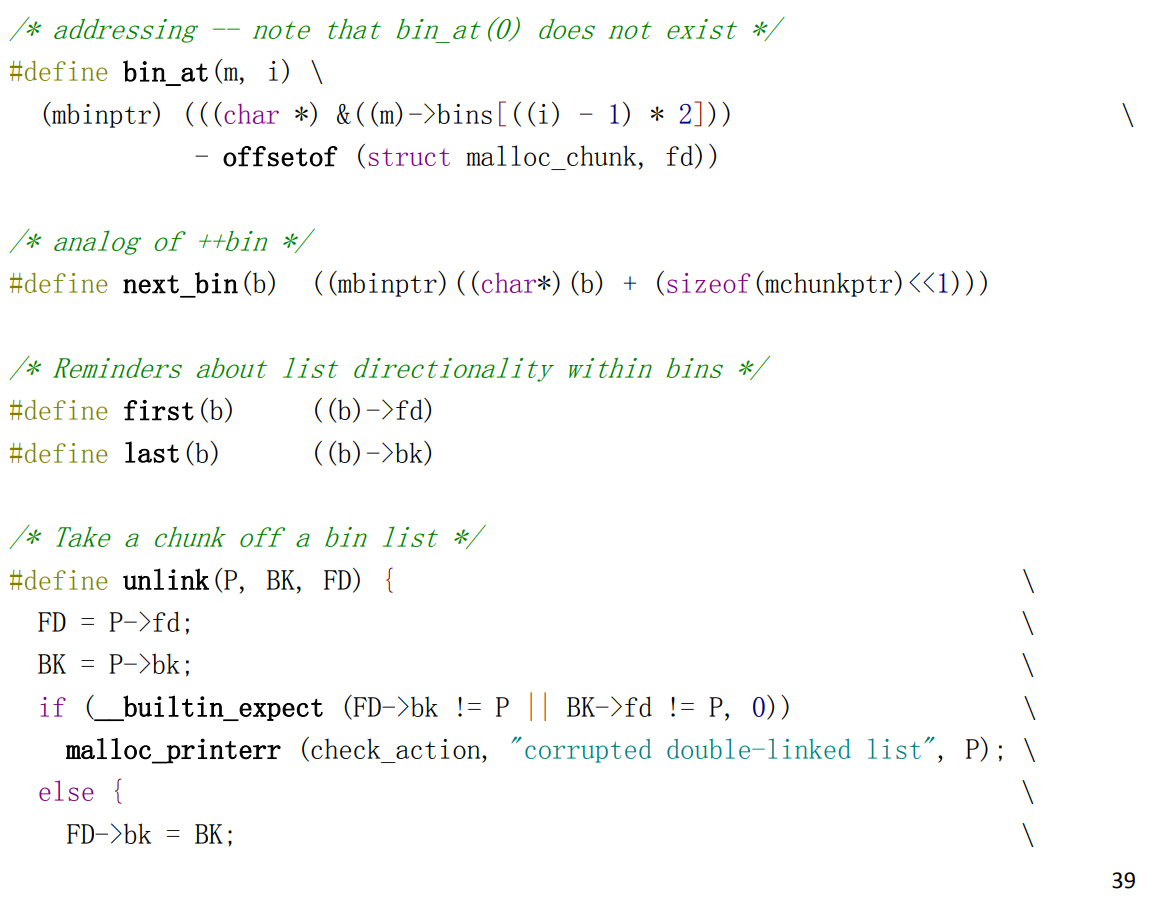 /* addressing -- note that bin_at(0) does not exist */
#define bin_at(m, i) \
  (mbinptr) (((char *) &((m)->bins[((i) - 1) * 2])) \
           - offsetof (struct malloc_chunk, fd))
/* analog of ++bin */
#define next_bin(b)  ((mbinptr)((char*)(b) + (sizeof(mchunkptr)<<1)))
/* Reminders about list directionality within bins */
#define first(b)     ((b)->fd)
#define last(b)      ((b)->bk)
/* Take a chunk off a bin list */
#define unlink(P, BK, FD) { \
  FD = P->fd; \
  BK = P->bk; \
  if (__builtin_expect (FD->bk != P || BK->fd != P, 0)) \
    malloc_printerr (check_action, "corrupted double-linked list", P); \
  else { \
    FD->bk = BK; \
39